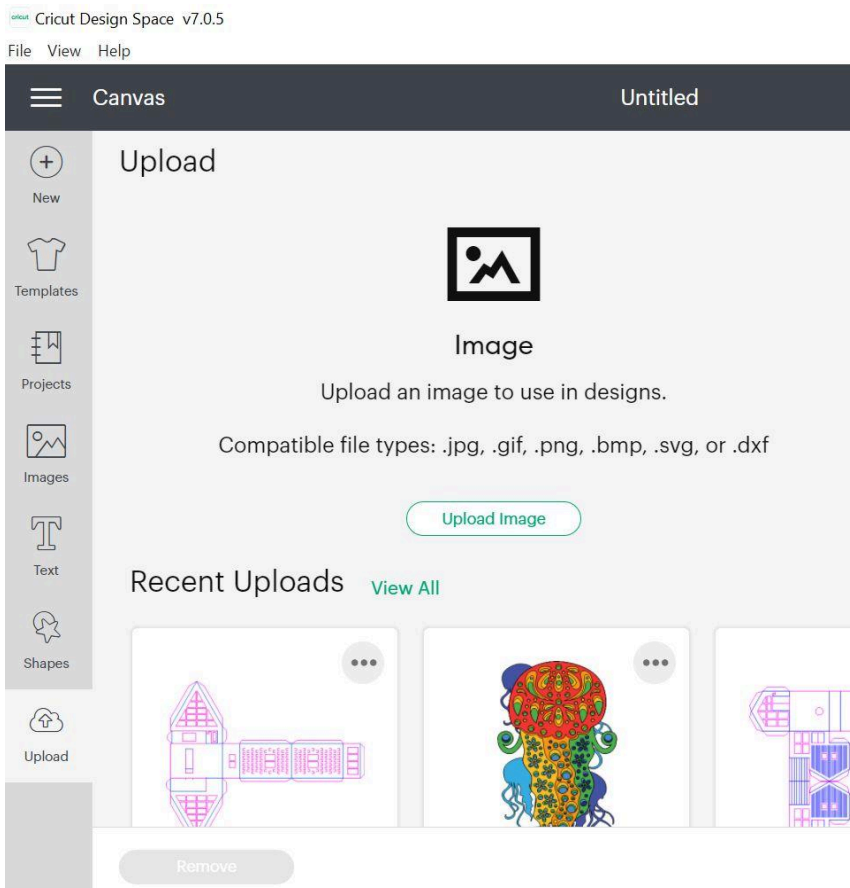 cricut Cricut Design Space v7.0.5
File View Help
Canvas Untitled
New
Templates
Projects
Images
Text
Shapes
Upload
Upload
Image
Upload an image to use in designs.
Compatible file types: .jpg, .gif, .png, .bmp, .svg, or .dxf
Upload Image
Recent Uploads View All
Remove